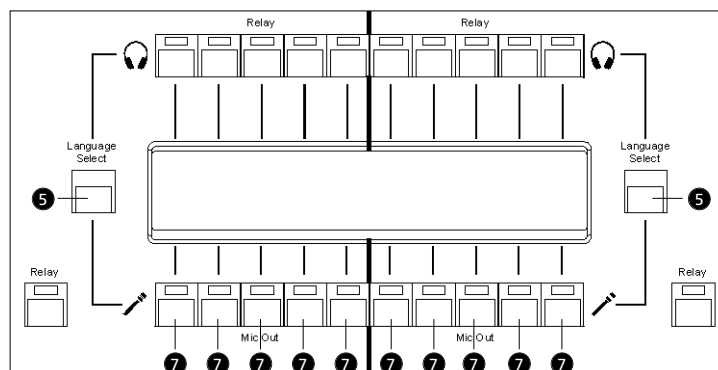 Relay Relay
Language
Select
Language
Select
5 5
Relay Relay
Mic Out Mic Out
7 7 7 7 7 7 7 7 7 7